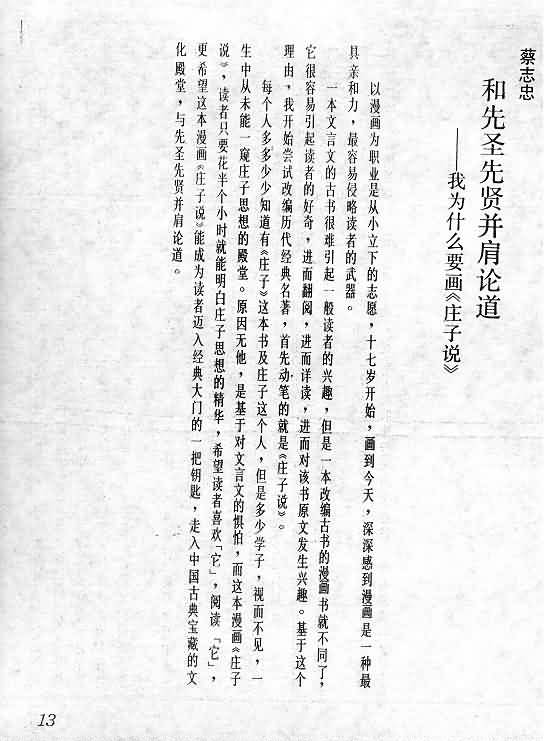 蔡志忠
和先圣先贤并肩论道
——我为什么要画《庄子说》
以漫画为职业是从小立下的志愿，十七岁开始，画到今天，深深感到漫画是一种最
具亲和力，最容易侵略读者的武器。
一本文言文的古书很难引起一般读者的兴趣，但是一本改编古书的漫画书就不同了，
它很容易引起读者的好奇，进而翻阅，进而详读，进而对该书原文发生兴趣。基于这个
理由，我开始尝试改编历代经典名著，首先动笔的就是《庄子说》。
每个人多多少少知道有《庄子》这本书及庄子这个人，但是多少学子，视而不见，一
生中从未能一窥庄子思想的殿堂。原因无他，是基于对文言文的惧怕，而这本漫画《庄子
说》，读者只要花半个小时就能明白庄子思想的精华，希望读者喜欢「它」，阅读「它」，
更希望这本漫画《庄子说》能成为读者迈入经典大门的一把钥匙，走入中国古典宝藏的文
化殿堂，与先圣先贤并肩论道。
13